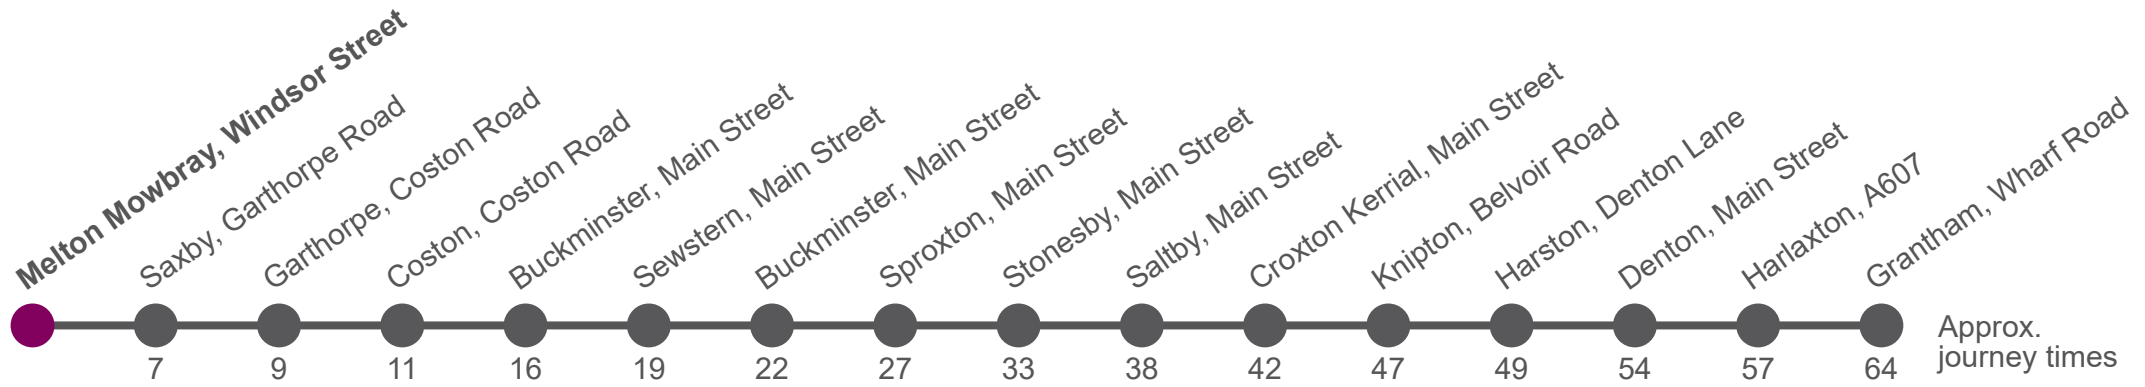 Melton Mowbray, Windsor Street
Saxby, Garthorpe Road
Garthorpe, Coston Road
Coston, Coston Road
Buckminster, Main Street
Sewstern, Main Street
Buckminster, Main Street
Sproxton, Main Street
Stonesby, Main Street
Saltby, Main Street
Croxton Kerrial, Main Street
Knipton, Belvoir Road
Harston, Denton Lane
Denton, Main Street
Harlaxton, A607
Grantham, Wharf Road
7 9 11 16 19 22 27 33 38 42 47 49 54 57 64
Approx.
journey times